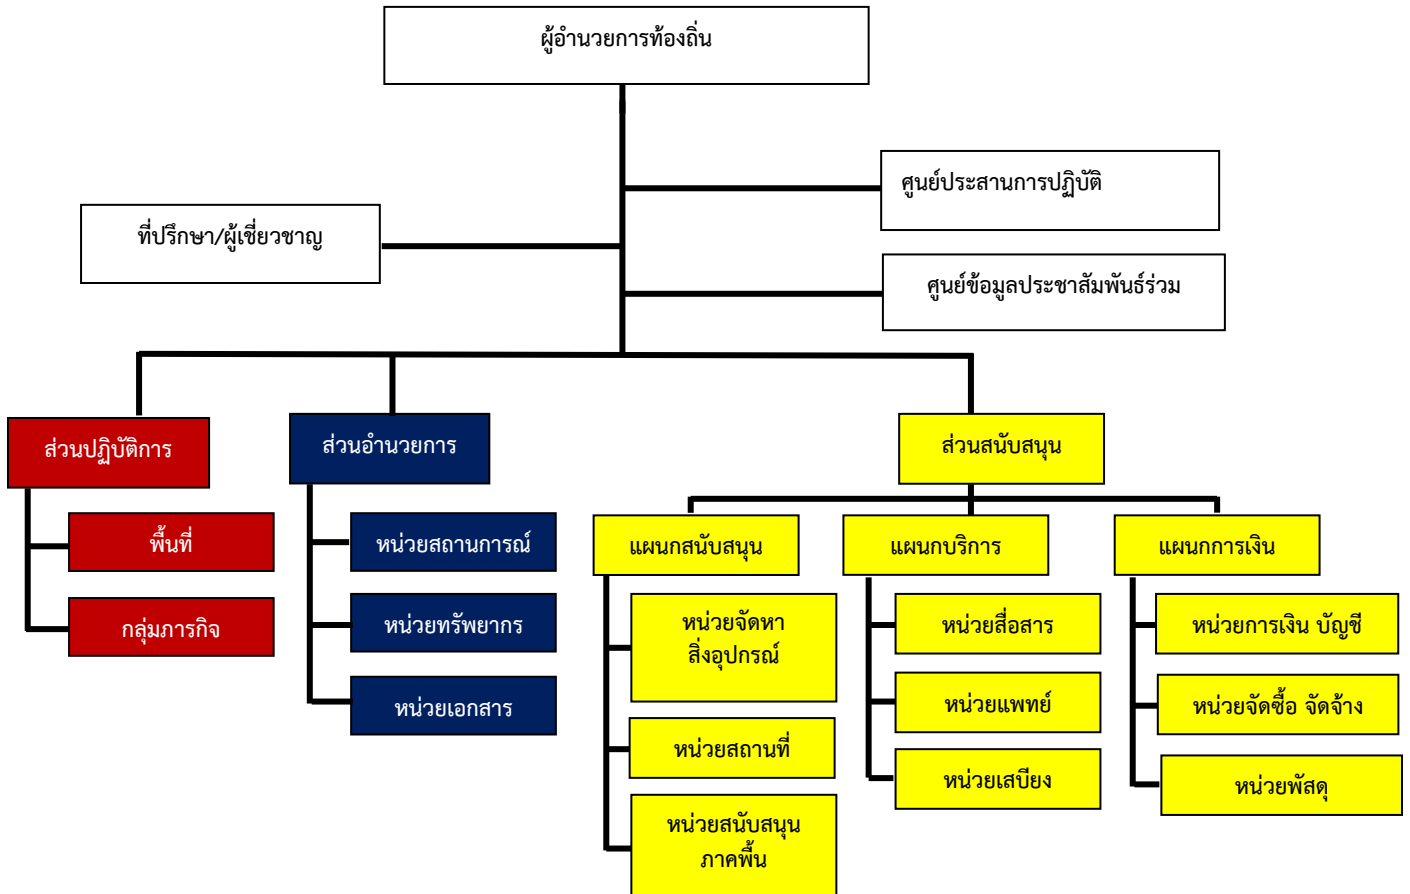 ผู้อำนวยการท้องถิ่น
ศูนย์ประสานการปฏิบัติ
ที่ปรึกษา/ผู้เชี่ยวชาญ
ศูนย์ข้อมูลประชาสัมพันธ์ร่วม
ส่วนปฏิบัติการ
ส่วนอำนวยการ
ส่วนสนับสนุน
พื้นที่
กลุ่มภารกิจ
หน่วยสถานการณ์
หน่วยทรัพยากร
หน่วยเอกสาร
แผนกสนับสนุน
แผนกบริการ
แผนกการเงิน
หน่วยจัดหา
สิ่งอุปกรณ์
หน่วยสถานที่
หน่วยสนับสนุน
ภาคพื้น
หน่วยสื่อสาร
หน่วยแพทย์
หน่วยเสบียง
หน่วยการเงิน บัญชี
หน่วยจัดซื้อ จัดจ้าง
หน่วยพัสดุ